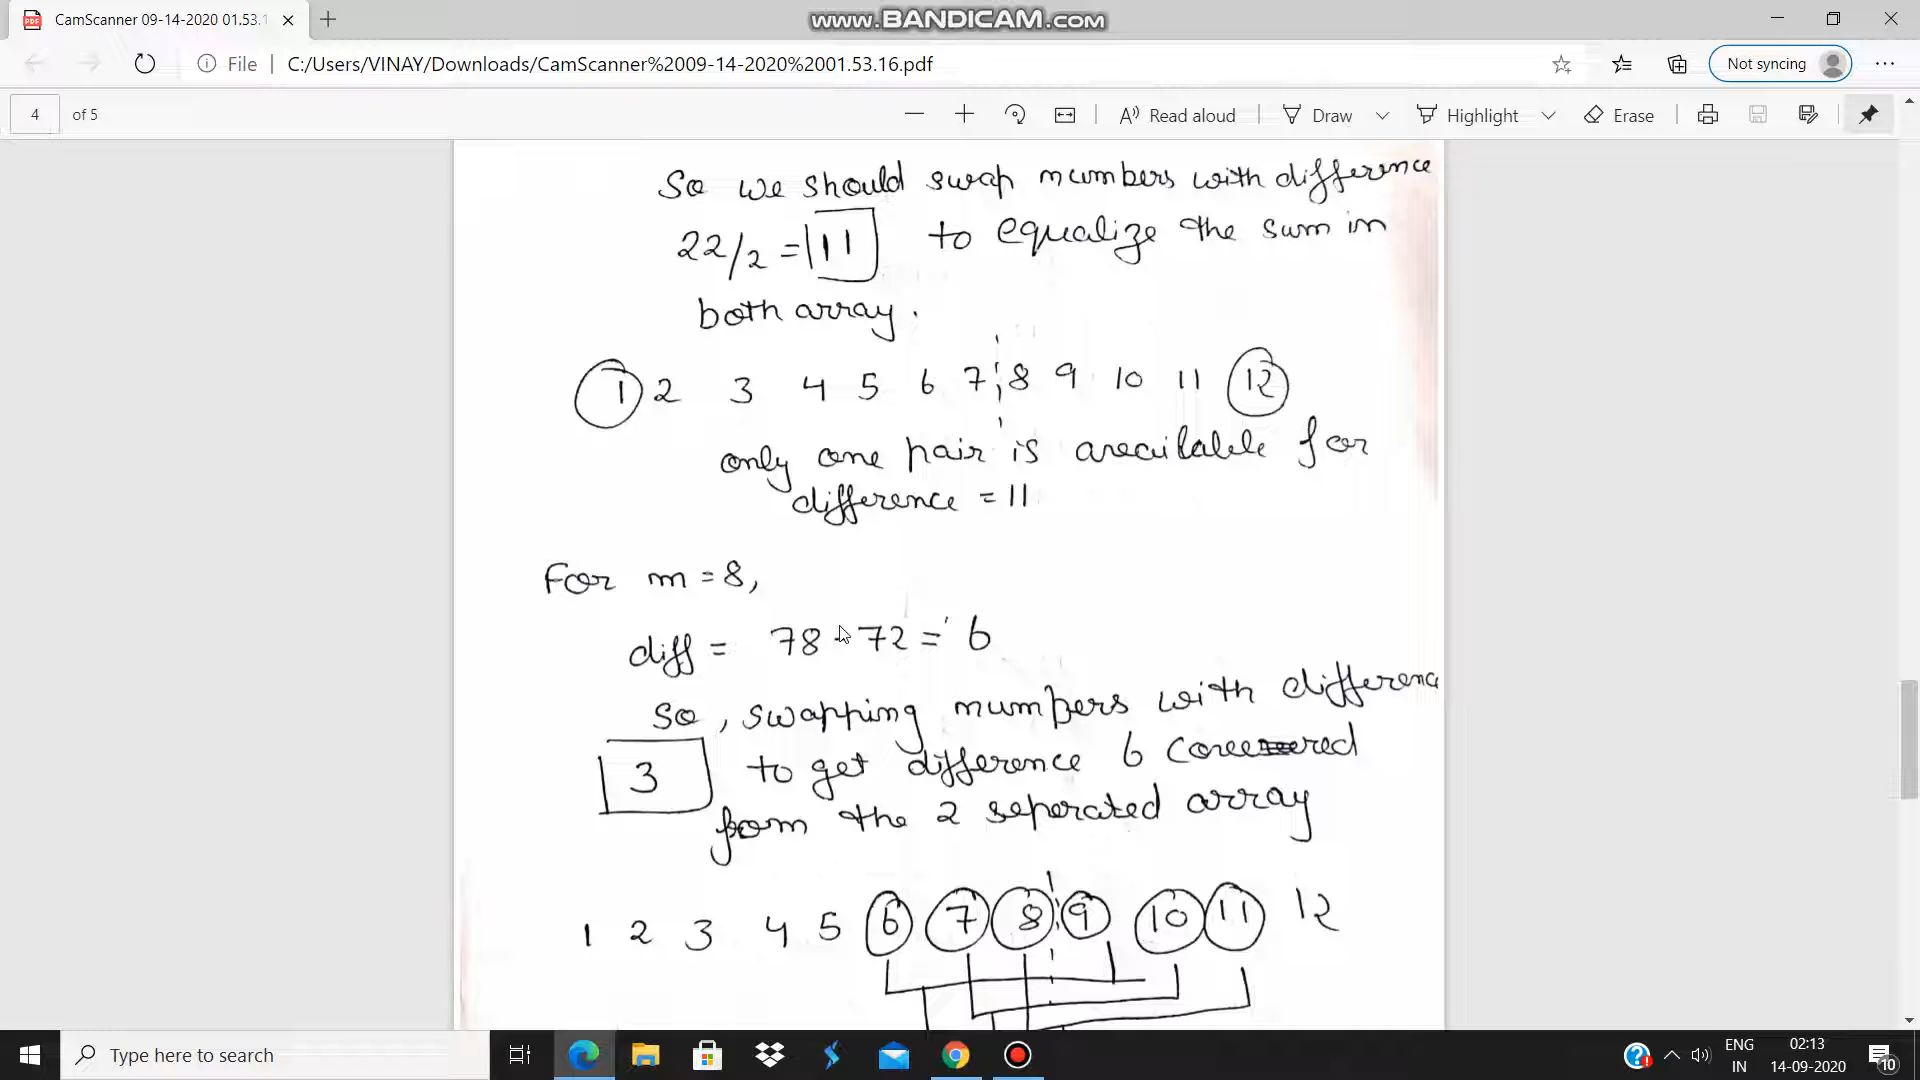 CamScanner 09-14-2020 01.53.1
www.BANDICAM.com
File
C:/Users/VINAY/Downloads/CamScanner%2009-14-2020%2001.53.16.pdf
Not syncing
4 of 5
Read aloud
Draw
Highlight
Erase
So we should swap numbers with difference
22/2 = 11 to equalize the sum in
both array.
1 2 3 4 5 6 7 8 9 10 11 12
only one pair is available for
difference = 11
For m = 8,
diff = 78 - 72 = 6
So, swapping numbers with differenc
3 to get difference 6
from the 2 seperated array
1 2 3 4 5 6 7 8 9 10 11 12
Type here to search
ENG
IN
02:13
14-09-2020
10